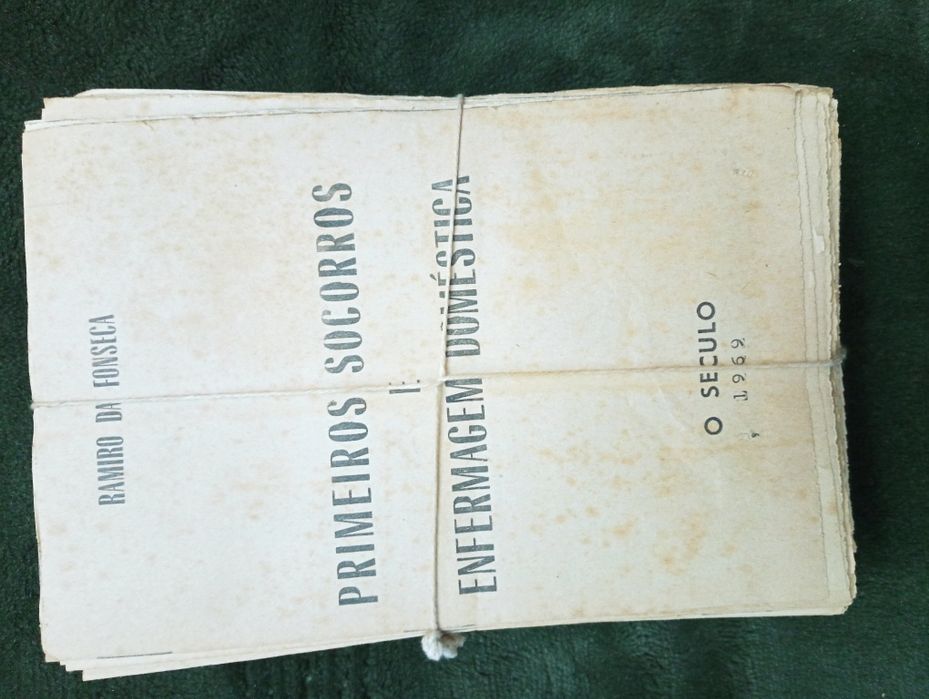 RAMIRO DA FONSECA
PRIMEIROS SOCORROS
E
ENFERMAGEM DOMÉSTICA
O SECULO
1969